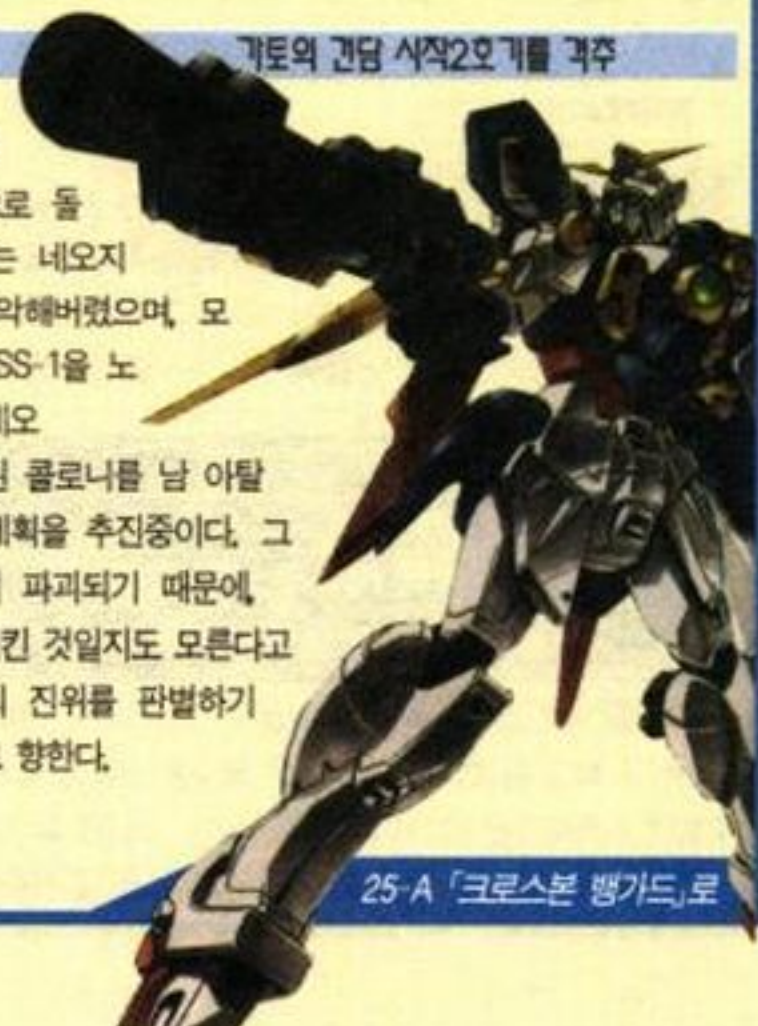 가토의 건담 시작2호기를 격추
으로 돌
는 네오지
악해버렸으며, 모
SS-1을 노
네오
콜로니를 남 아탈
계획을 추진중이다. 그
파괴되기 때문에,
킨 것일지도 모른다고
진위를 판별하기
향한다.
25-A 「크로스본 뱅가드」로